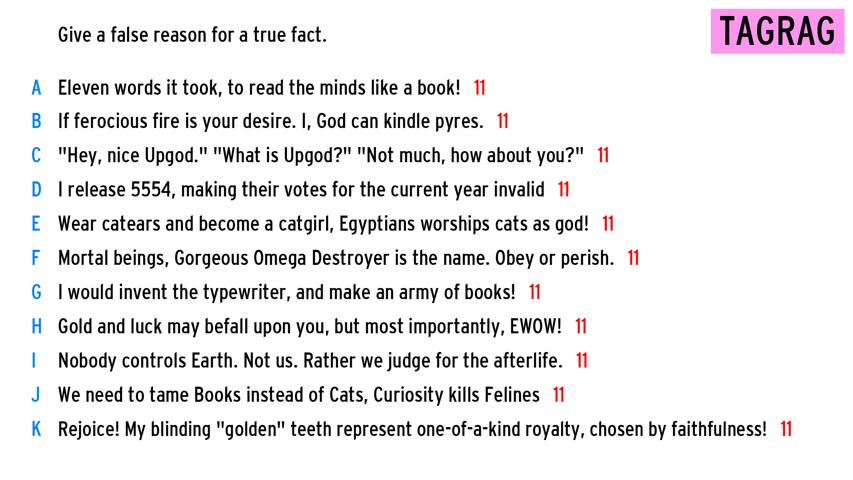 Give a false reason for a true fact.
TAGRAG
A Eleven words it took, to read the minds like a book! 11
B If ferocious fire is your desire. I, God can kindle pyres. 11
C "Hey, nice Upgod." "What is Upgod?" "Not much, how about you?" 11
D I release 5554, making their votes for the current year invalid 11
E Wear catears and become a catgirl, Egyptians worships cats as god! 11
F Mortal beings, Gorgeous Omega Destroyer is the name. Obey or perish. 11
G I would invent the typewriter, and make an army of books! 11
H Gold and luck may befall upon you, but most importantly, EWOW! 11
I Nobody controls Earth. Not us. Rather we judge for the afterlife. 11
J We need to tame Books instead of Cats, Curiosity kills Felines 11
K Rejoice! My blinding "golden" teeth represent one-of-a-kind royalty, chosen by faithfulness! 11